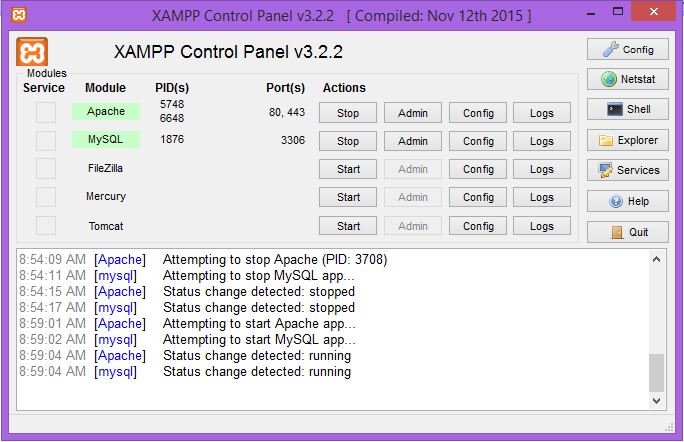 XAMPP Control Panel v3.2.2 [ Compiled: Nov 12th 2015 ]
XAMPP Control Panel v3.2.2
Config
Modules
Service Module PID(s) Port(s) Actions
Netstat
Apache 5748 6648 80, 443 Stop Admin Config Logs
Shell
MySQL 1876 3306 Stop Admin Config Logs
Explorer
FileZilla Start Admin Config Logs
Services
Mercury Start Admin Config Logs
Help
Tomcat Start Admin Config Logs
Quit
8:54:09 AM [Apache] Attempting to stop Apache (PID: 3708)
8:54:11 AM [mysql] Attempting to stop MySQL app...
8:54:15 AM [Apache] Status change detected: stopped
8:54:17 AM [mysql] Status change detected: stopped
8:59:01 AM [Apache] Attempting to start Apache app...
8:59:02 AM [mysql] Attempting to start MySQL app...
8:59:04 AM [Apache] Status change detected: running
8:59:04 AM [mysql] Status change detected: running